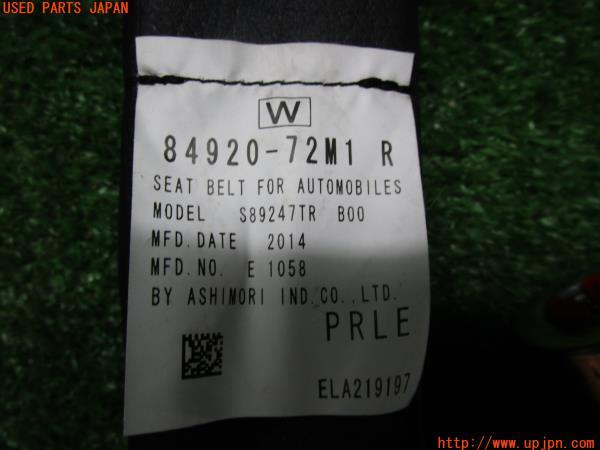 USED PARTS JAPAN
W
84920-72M1 R
SEAT BELT FOR AUTOMOBILES
MODEL S89247TR B00
MFD. DATE 2014
MFD. NO. E 1058
BY ASHIMORI IND. CO., LTD.
PRLE
ELA219197
http://www.upjpn.com/